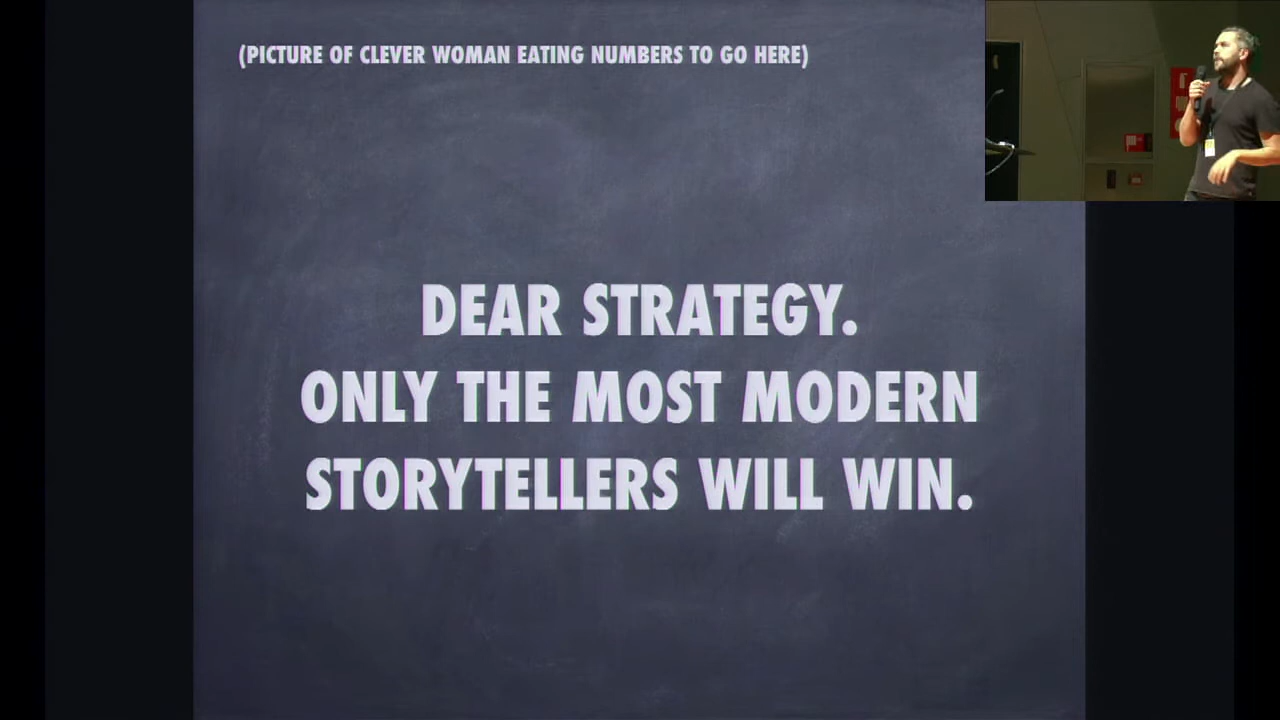 (PICTURE OF CLEVER WOMAN EATING NUMBERS TO GO HERE)
DEAR STRATEGY.
ONLY THE MOST MODERN
STORYTELLERS WILL WIN.